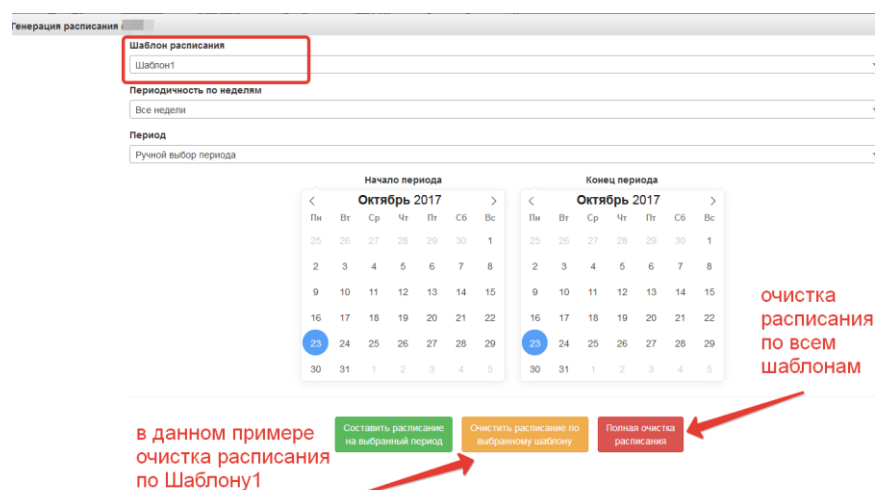 Генерация расписания (
Шаблон расписания
Шаблон1
Периодичность по неделям
Все недели
Период
Ручной выбор периода
Начало периода Конец периода
< Октябрь 2017 > < Октябрь 2017 >
Пн Вт Ср Чт Пт Сб Вс Пн Вт Ср Чт Пт Сб Вс
25 26 27 28 29 30 1 25 26 27 28 29 30 1
2 3 4 5 6 7 8 2 3 4 5 6 7 8
9 10 11 12 13 14 15 9 10 11 12 13 14 15
16 17 18 19 20 21 22 16 17 18 19 20 21 22
23 24 25 26 27 28 29 23 24 25 26 27 28 29
30 31 1 2 3 4 5 30 31 1 2 3 4 5
очистка
расписания
по всем
шаблонам
Составить расписание
на выбранный период
Очистить расписание по
выбранному шаблону
Полная очистка
расписания
в данном примере
очистка расписания
по Шаблону1